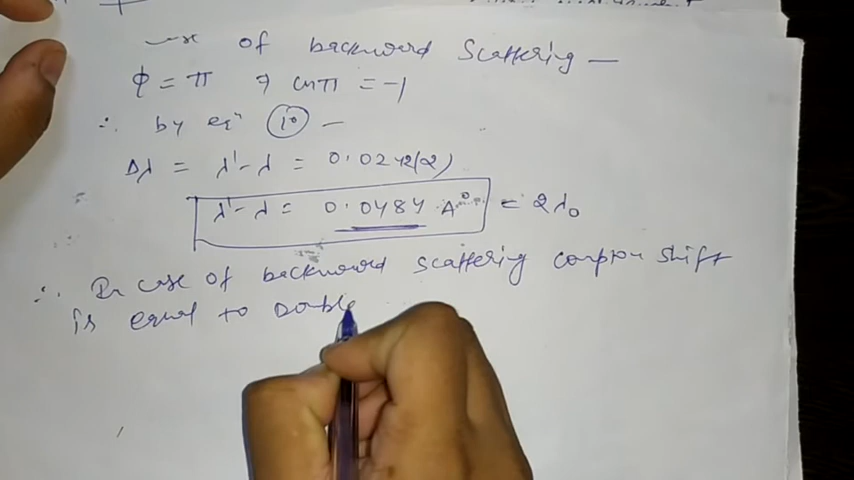 of backward Scattering —
ϕ = π ⇒ cosπ = -1
∴ by eqⁿ (10) —
Δλ = λ' - λ = 0.0242(2)
λ' - λ = 0.0484 A° = 2λ₀
∴ In case of backward scattering compton shift
is equal to Double